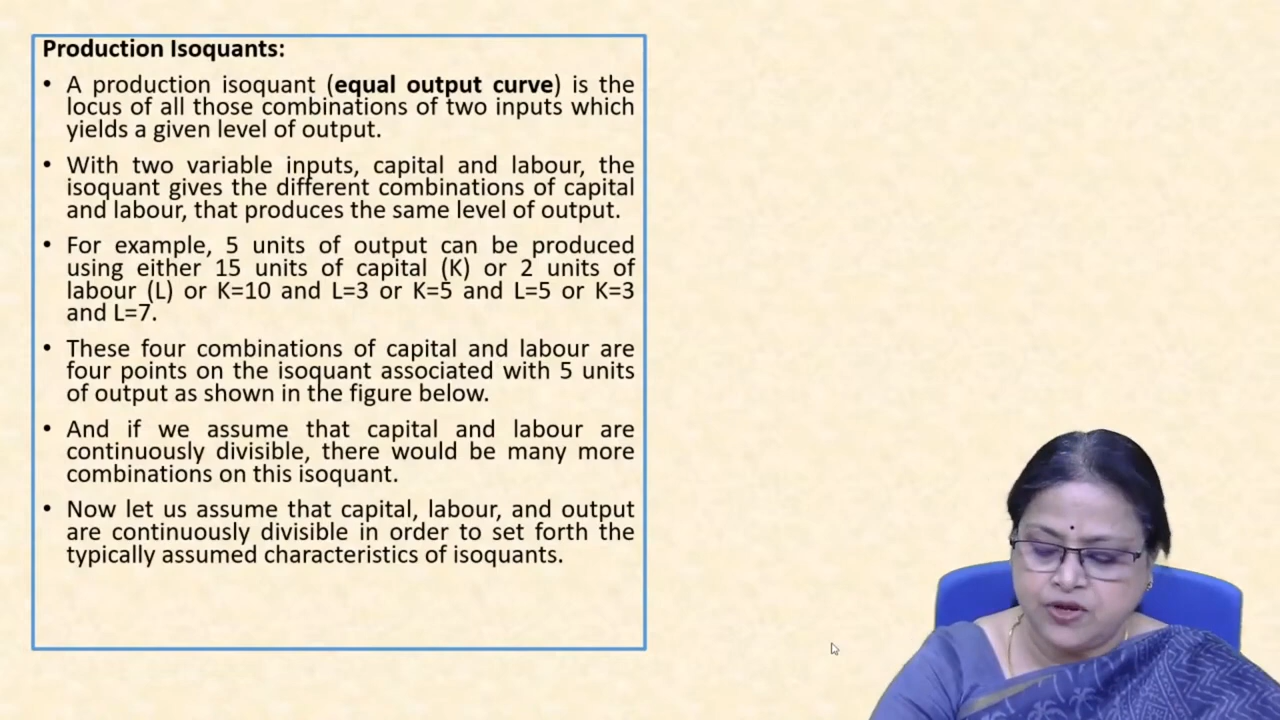 Production Isoquants:
• A production isoquant (equal output curve) is the
locus of all those combinations of two inputs which
yields a given level of output.
• With two variable inputs, capital and labour, the
isoquant gives the different combinations of capital
and labour, that produces the same level of output.
• For example, 5 units of output can be produced
using either 15 units of capital (K) or 2 units of
labour (L) or K=10 and L=3 or K=5 and L=5 or K=3
and L=7.
• These four combinations of capital and labour are
four points on the isoquant associated with 5 units
of output as shown in the figure below.
• And if we assume that capital and labour are
continuously divisible, there would be many more
combinations on this isoquant.
• Now let us assume that capital, labour, and output
are continuously divisible in order to set forth the
typically assumed characteristics of isoquants.